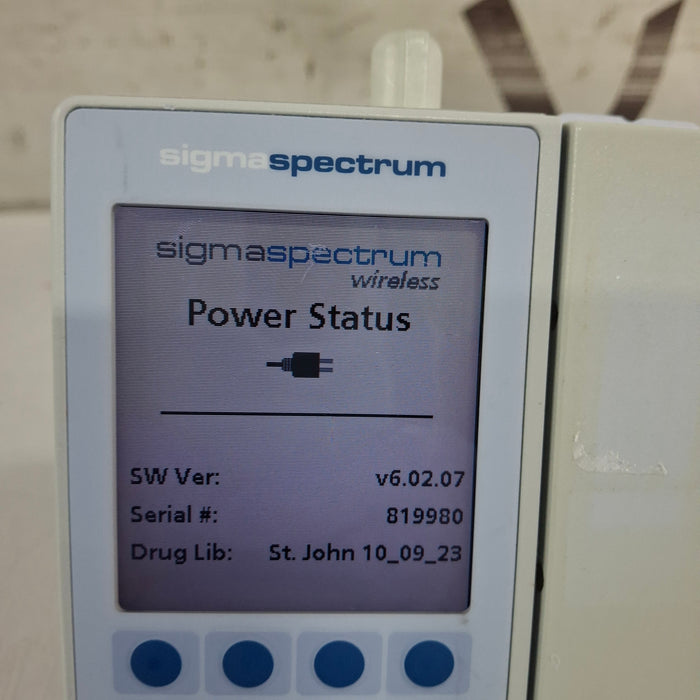 sigmaspectrum
sigmaspectrum
wireless
Power Status
SW Ver: v6.02.07
Serial #: 819980
Drug Lib: St. John 10_09_23